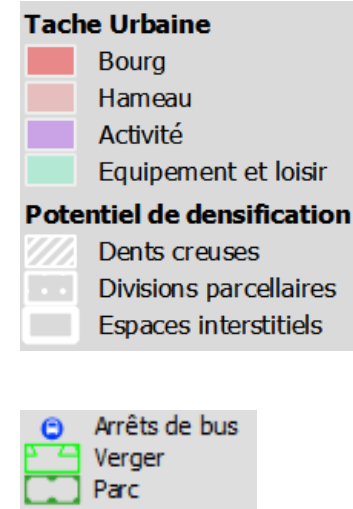 Tache Urbaine
Bourg
Hameau
Activité
Equipement et loisir
Potentiel de densification
Dents creuses
Divisions parcellaires
Espaces interstitiels
Arrêts de bus
Verger
Parc